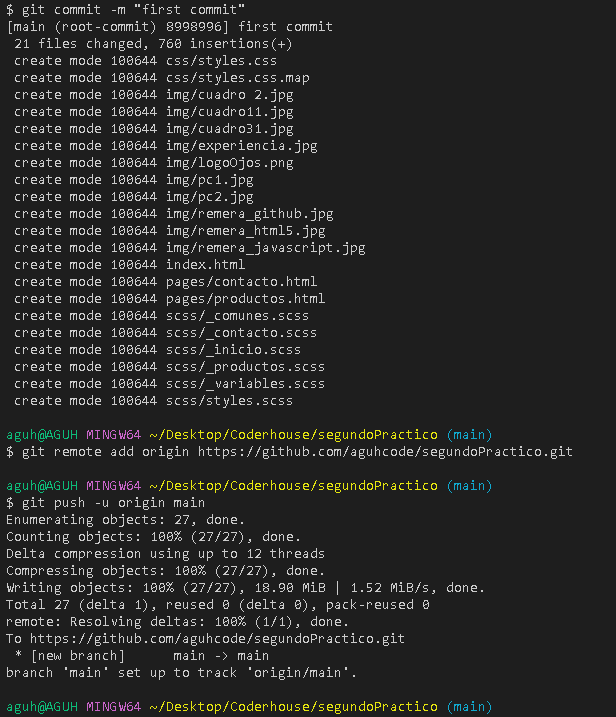 $ git commit -m "first commit"
[main (root-commit) 8998996] first commit
 21 files changed, 760 insertions(+)
 create mode 100644 css/styles.css
 create mode 100644 css/styles.css.map
 create mode 100644 img/cuadro 2.jpg
 create mode 100644 img/cuadro11.jpg
 create mode 100644 img/cuadro31.jpg
 create mode 100644 img/experiencia.jpg
 create mode 100644 img/logoOjos.png
 create mode 100644 img/pc1.jpg
 create mode 100644 img/pc2.jpg
 create mode 100644 img/remera_github.jpg
 create mode 100644 img/remera_html5.jpg
 create mode 100644 img/remera_javascript.jpg
 create mode 100644 index.html
 create mode 100644 pages/contacto.html
 create mode 100644 pages/productos.html
 create mode 100644 scss/_comunes.scss
 create mode 100644 scss/_contacto.scss
 create mode 100644 scss/_inicio.scss
 create mode 100644 scss/_productos.scss
 create mode 100644 scss/_variables.scss
 create mode 100644 scss/styles.scss

aguh@AGUH MINGW64 ~/Desktop/Coderhouse/segundoPractico (main)
$ git remote add origin https://github.com/aguhcode/segundoPractico.git

aguh@AGUH MINGW64 ~/Desktop/Coderhouse/segundoPractico (main)
$ git push -u origin main
Enumerating objects: 27, done.
Counting objects: 100% (27/27), done.
Delta compression using up to 12 threads
Compressing objects: 100% (27/27), done.
Writing objects: 100% (27/27), 18.90 MiB | 1.52 MiB/s, done.
Total 27 (delta 1), reused 0 (delta 0), pack-reused 0
remote: Resolving deltas: 100% (1/1), done.
To https://github.com/aguhcode/segundoPractico.git
 * [new branch]      main -> main
branch 'main' set up to track 'origin/main'.

aguh@AGUH MINGW64 ~/Desktop/Coderhouse/segundoPractico (main)